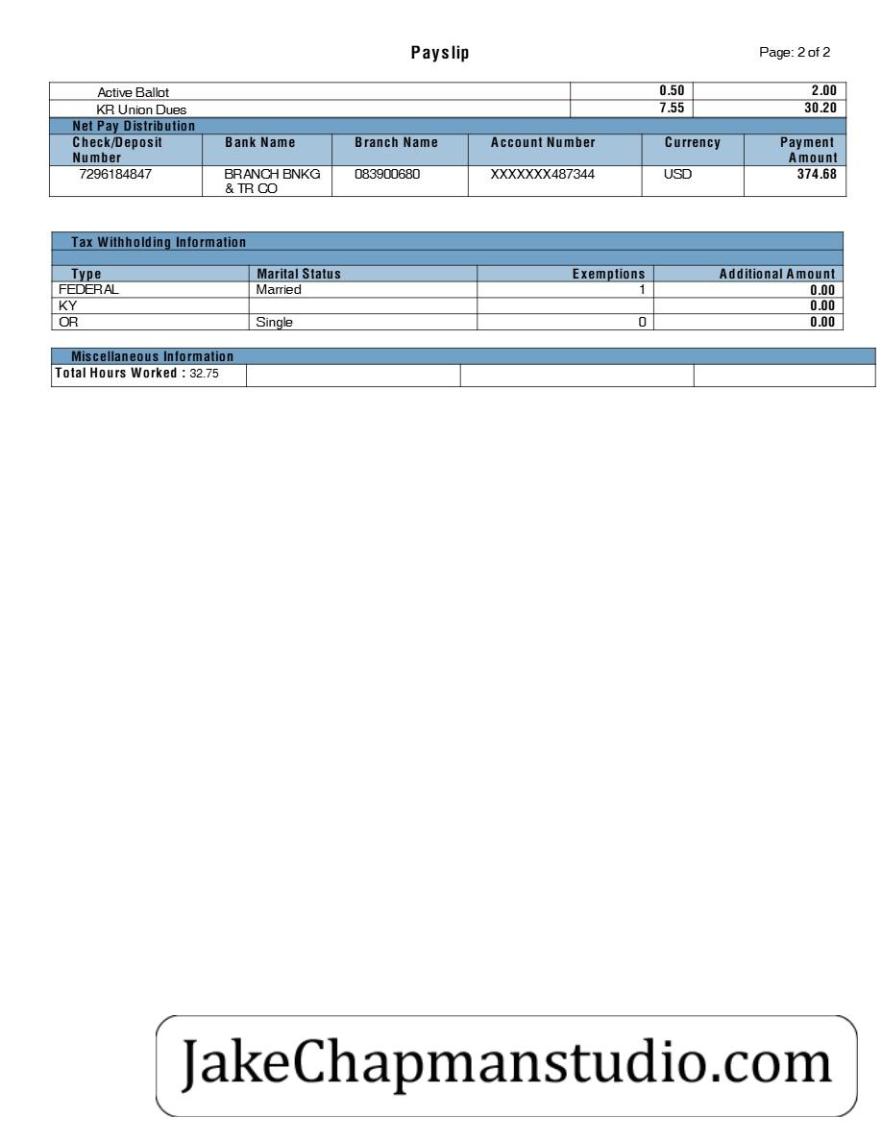 Payslip Page: 2 of 2
Active Ballot 0.50 2.00
KR Union Dues 7.55 30.20
Net Pay Distribution
Check/Deposit Number Bank Name Branch Name Account Number Currency Payment Amount
7296184847 BRANCH BNKG & TR CO 083900680 XXXXXXX487344 USD 374.68
Tax Withholding Information
Type Marital Status Exemptions Additional Amount
FEDERAL Married 1 0.00
KY 0.00
OR Single 0 0.00
Miscellaneous Information
Total Hours Worked : 32.75
JakeChapmanstudio.com